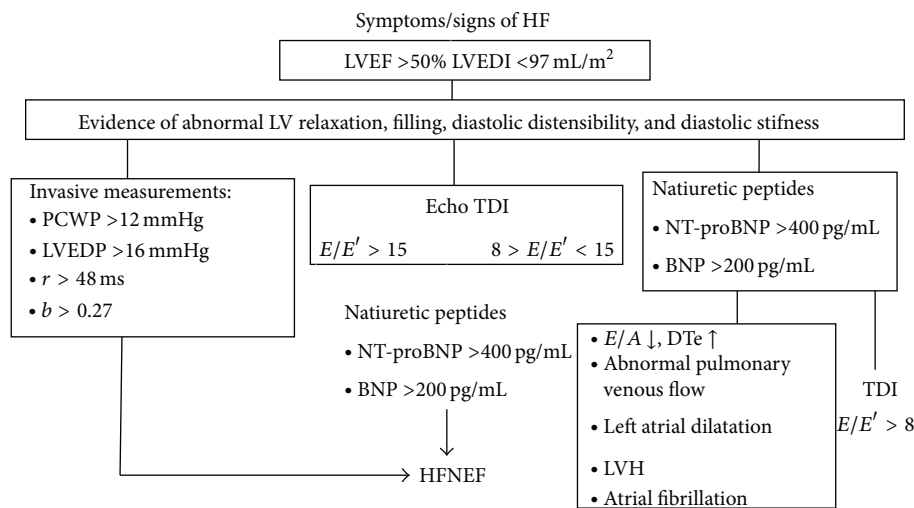 Symptoms/signs of HF
LVEF >50% LVEDI <97 mL/m²
Evidence of abnormal LV relaxation, filling, diastolic distensibility, and diastolic stifness
Invasive measurements:
• PCWP >12 mmHg
• LVEDP >16 mmHg
• r > 48 ms
• b > 0.27
Echo TDI
E/E′ > 15 8 > E/E′ < 15
Natiuretic peptides
• NT-proBNP >400 pg/mL
• BNP >200 pg/mL
Natiuretic peptides
• NT-proBNP >400 pg/mL
• BNP >200 pg/mL
• E/A ↓, DTe ↑
• Abnormal pulmonary
venous flow
• Left atrial dilatation
• LVH
• Atrial fibrillation
TDI
E/E′ > 8
HFNEF